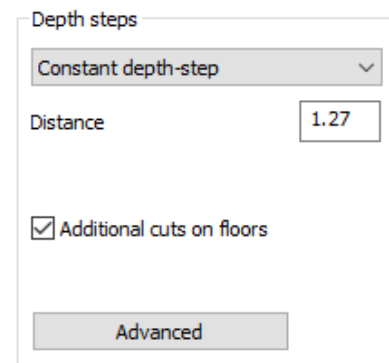 Depth steps
Constant depth-step
Distance 1.27
Additional cuts on floors
Advanced